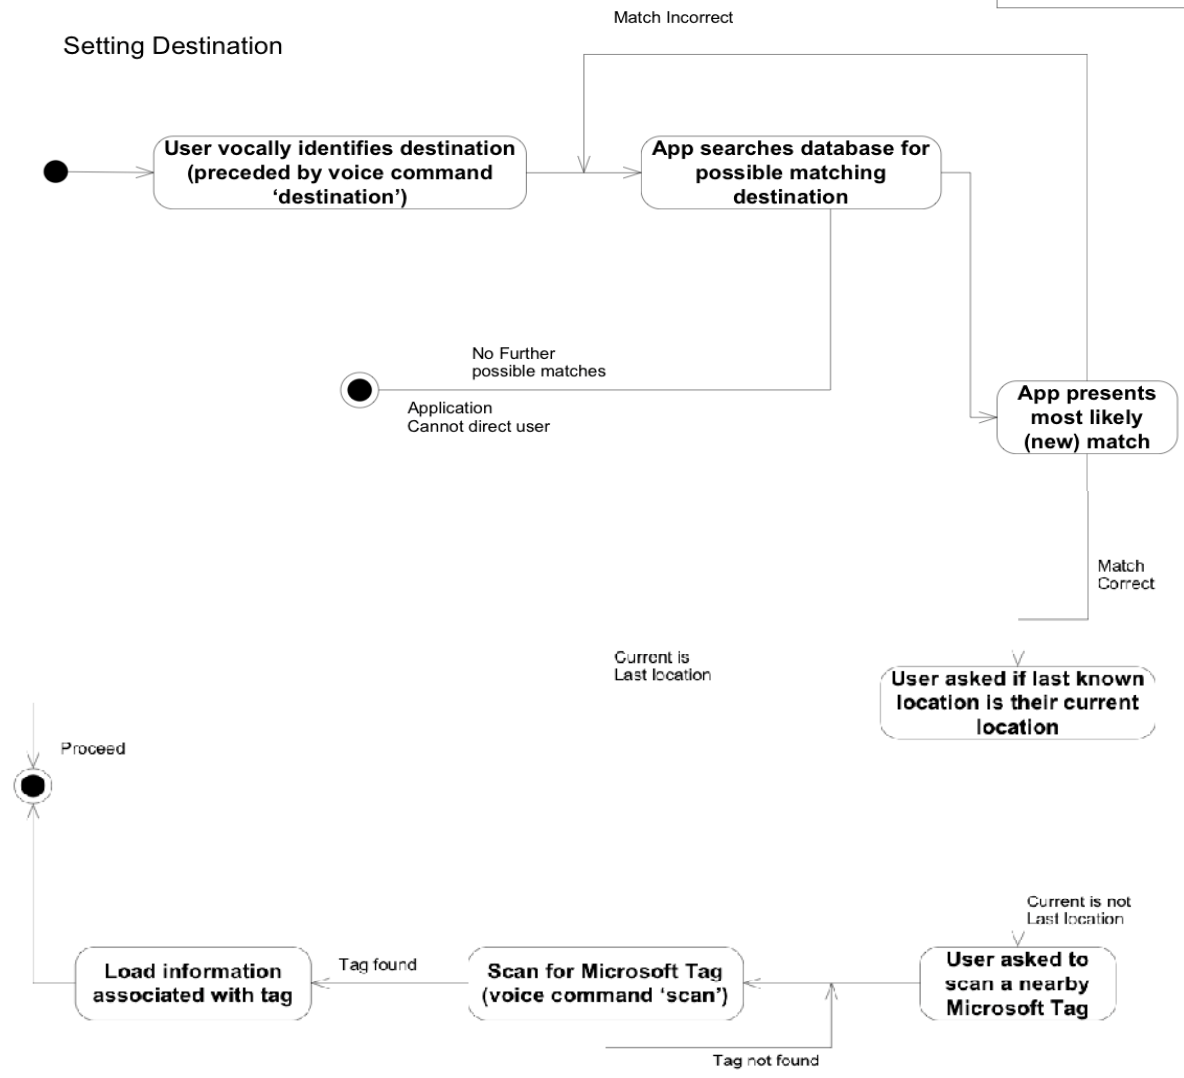 Match Incorrect
Setting Destination
User vocally identifies destination
(preceded by voice command
‘destination’)
App searches database for
possible matching
destination
No Further
possible matches
Application
Cannot direct user
App presents
most likely
(new) match
Match
Correct
Current is
Last location
User asked if last known
location is their current
location
Proceed
Current is not
Last location
Load information
associated with tag
Tag found
Scan for Microsoft Tag
(voice command ‘scan’)
User asked to
scan a nearby
Microsoft Tag
Tag not found